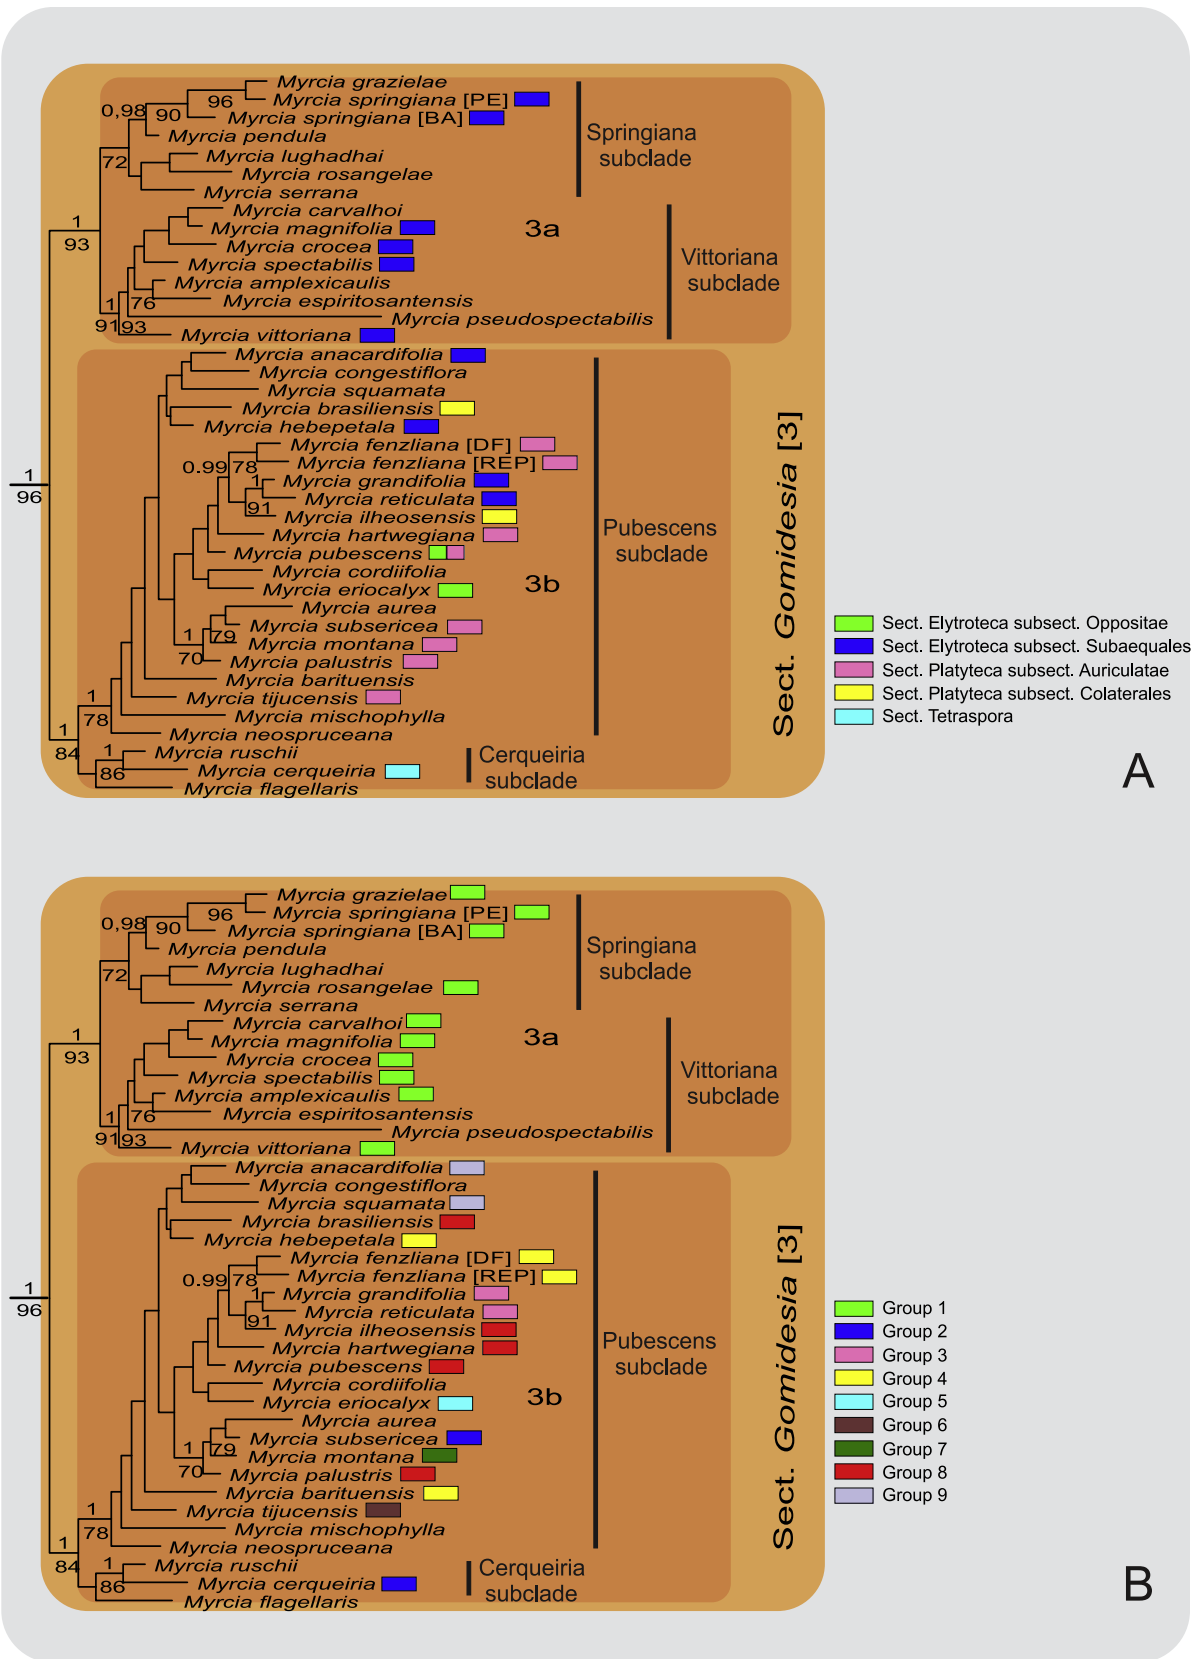 Myrcia grazielae
96
Myrcia springiana [PE]
0,98
90
Myrcia springiana [BA]
Myrcia pendula
Springiana
subclade
72
Myrcia lughadhai
Myrcia rosangelae
Myrcia serrana
1
93
Myrcia carvalhoi
Myrcia magnifolia
3a
Myrcia crocea
Myrcia spectabilis
Vittoriana
subclade
Myrcia amplexicaulis
1
76
Myrcia espiritosantensis
Myrcia pseudospectabilis
91
93
Myrcia vittoriana
Myrcia anacardifolia
Myrcia congestiflora
Myrcia squamata
Myrcia brasiliensis
Myrcia hebepetala
Myrcia fenzliana [DF]
0.99
78
Myrcia fenzliana [REP]
1
96
1
Myrcia grandifolia
Myrcia reticulata
91
Myrcia ilheosensis
Myrcia hartwegiana
Pubescens
subclade
Myrcia pubescens
Myrcia cordiifolia
3b
Myrcia eriocalyx
Myrcia aurea
Myrcia subsericea
1
79
Myrcia montana
70
Myrcia palustris
Myrcia barituensis
Myrcia tijucensis
1
78
Myrcia mischophylla
Myrcia neospruceana
1
84
Myrcia ruschii
1
86
Myrcia cerqueiria
Cerqueiria
subclade
Myrcia flagellaris
Sect. Gomidesia [3]
Sect. Elytroteca subsect. Oppositae
Sect. Elytroteca subsect. Subaequales
Sect. Platyteca subsect. Auriculatae
Sect. Platyteca subsect. Colaterales
Sect. Tetraspora
A
Myrcia grazielae
96
Myrcia springiana [PE]
0,98
90
Myrcia springiana [BA]
Myrcia pendula
Springiana
subclade
72
Myrcia lughadhai
Myrcia rosangelae
Myrcia serrana
1
93
Myrcia carvalhoi
Myrcia magnifolia
3a
Myrcia crocea
Myrcia spectabilis
Vittoriana
subclade
Myrcia amplexicaulis
1
76
Myrcia espiritosantensis
Myrcia pseudospectabilis
91
93
Myrcia vittoriana
Myrcia anacardifolia
Myrcia congestiflora
Myrcia squamata
Myrcia brasiliensis
Myrcia hebepetala
Myrcia fenzliana [DF]
0.99
78
Myrcia fenzliana [REP]
1
96
1
Myrcia grandifolia
Myrcia reticulata
91
Myrcia ilheosensis
Myrcia hartwegiana
Pubescens
subclade
Myrcia pubescens
Myrcia cordiifolia
3b
Myrcia eriocalyx
Myrcia aurea
Myrcia subsericea
1
79
Myrcia montana
70
Myrcia palustris
Myrcia barituensis
Myrcia tijucensis
1
78
Myrcia mischophylla
Myrcia neospruceana
1
84
Myrcia ruschii
1
86
Myrcia cerqueiria
Cerqueiria
subclade
Myrcia flagellaris
Sect. Gomidesia [3]
Group 1
Group 2
Group 3
Group 4
Group 5
Group 6
Group 7
Group 8
Group 9
B